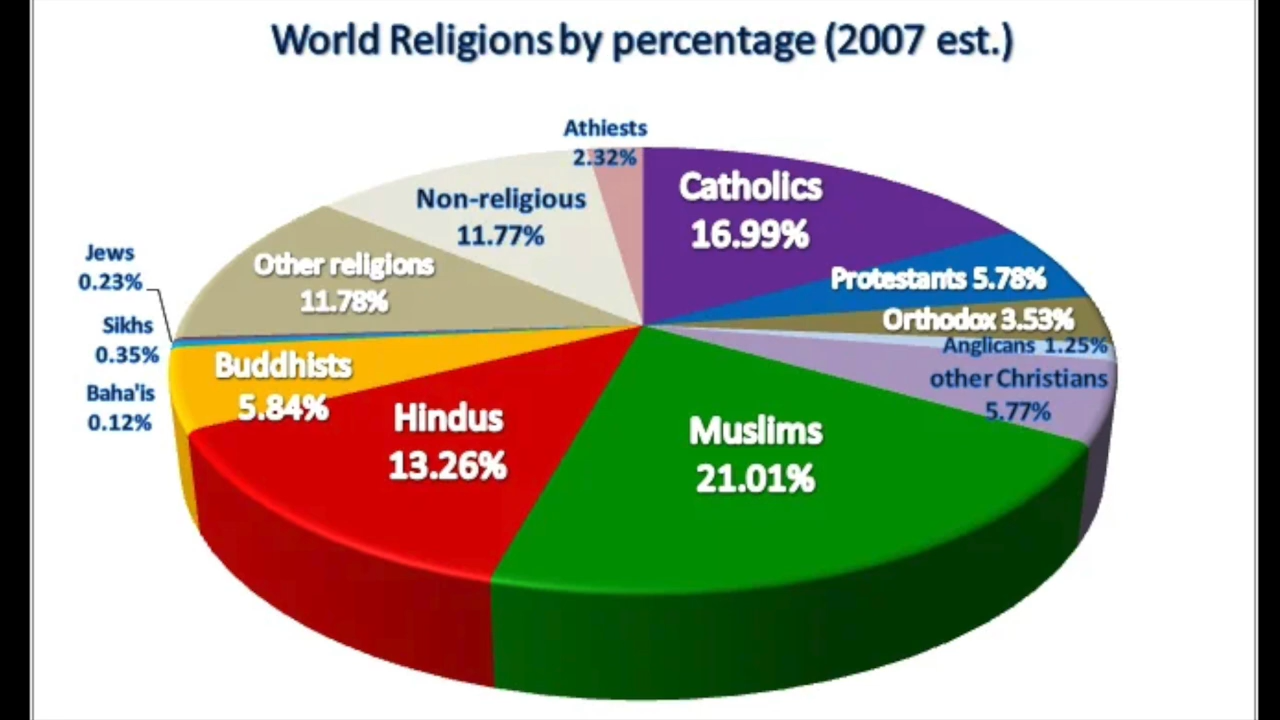 World Religions by percentage (2007 est.)
Athiests
2.32%
Catholics
16.99%
Non-religious
11.77%
Protestants 5.78%
Other religions
11.78%
Orthodox 3.53%
Jews
0.23%
Anglicans 1.25%
Sikhs
0.35%
other Christians
5.77%
Buddhists
5.84%
Baha'is
0.12%
Hindus
13.26%
Muslims
21.01%